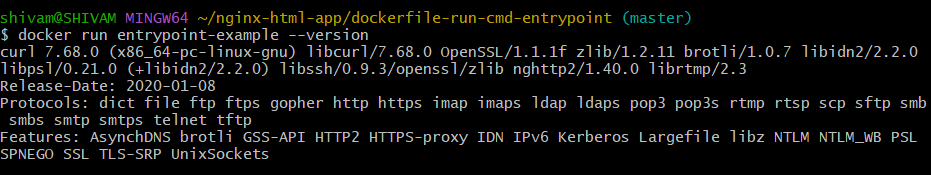 shivam@SHIVAM MINGW64 ~/nginx-html-app/dockerfile-run-cmd-entrypoint (master)
$ docker run entrypoint-example --version
curl 7.68.0 (x86_64-pc-linux-gnu) libcurl/7.68.0 OpenSSL/1.1.1f zlib/1.2.11 brotli/1.0.7 libidn2/2.2.0
libpsl/0.21.0 (+libidn2/2.2.0) libssh/0.9.3/openssl/zlib nghttp2/1.40.0 librtmp/2.3
Release-Date: 2020-01-08
Protocols: dict file ftp ftps gopher http https imap imaps ldap ldaps pop3 pop3s rtmp rtsp scp sftp smb
smbs smtp smtps telnet tftp
Features: AsynchDNS brotli GSS-API HTTP2 HTTPS-proxy IDN IPv6 Kerberos Largefile libz NTLM NTLM_WB PSL
SPNEGO SSL TLS-SRP UnixSockets